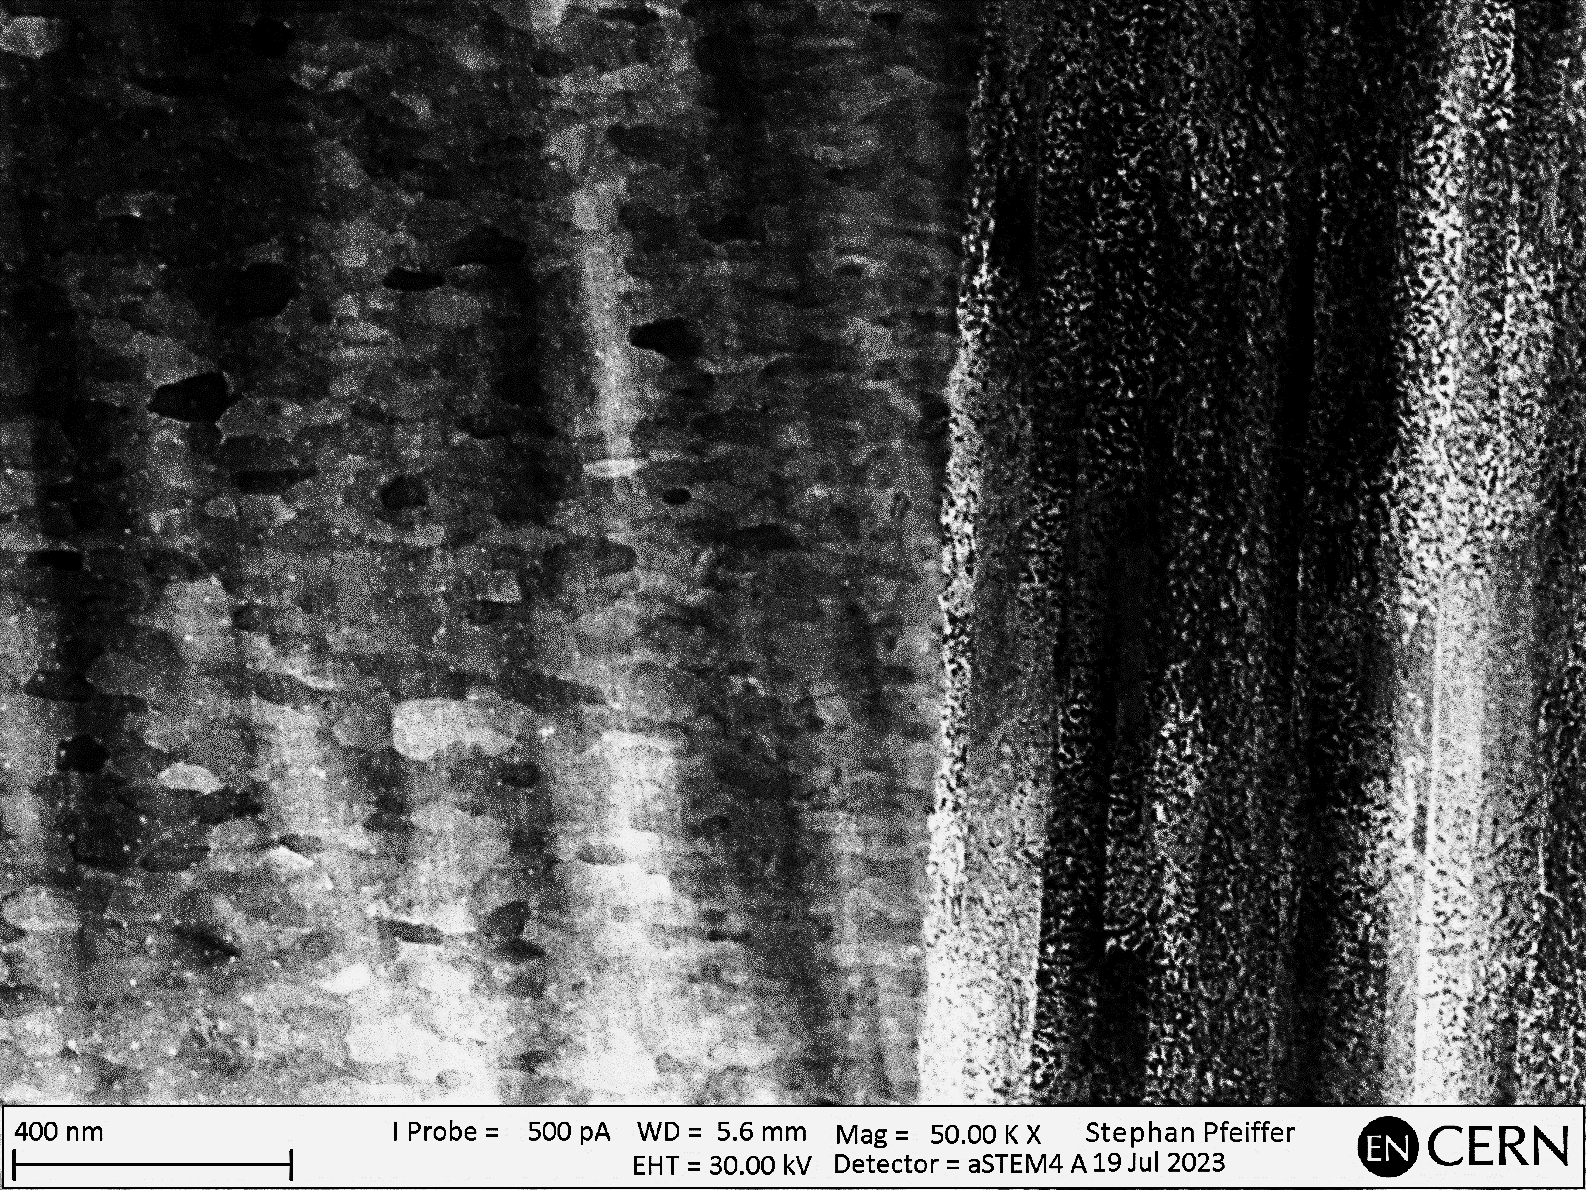 400 nm I Probe = 500 pA WD = 5.6 mm Mag = 50.00 K X Stephan Pfeiffer
EHT = 30.00 kV Detector = aSTEM4 A 19 Jul 2023
EN CERN